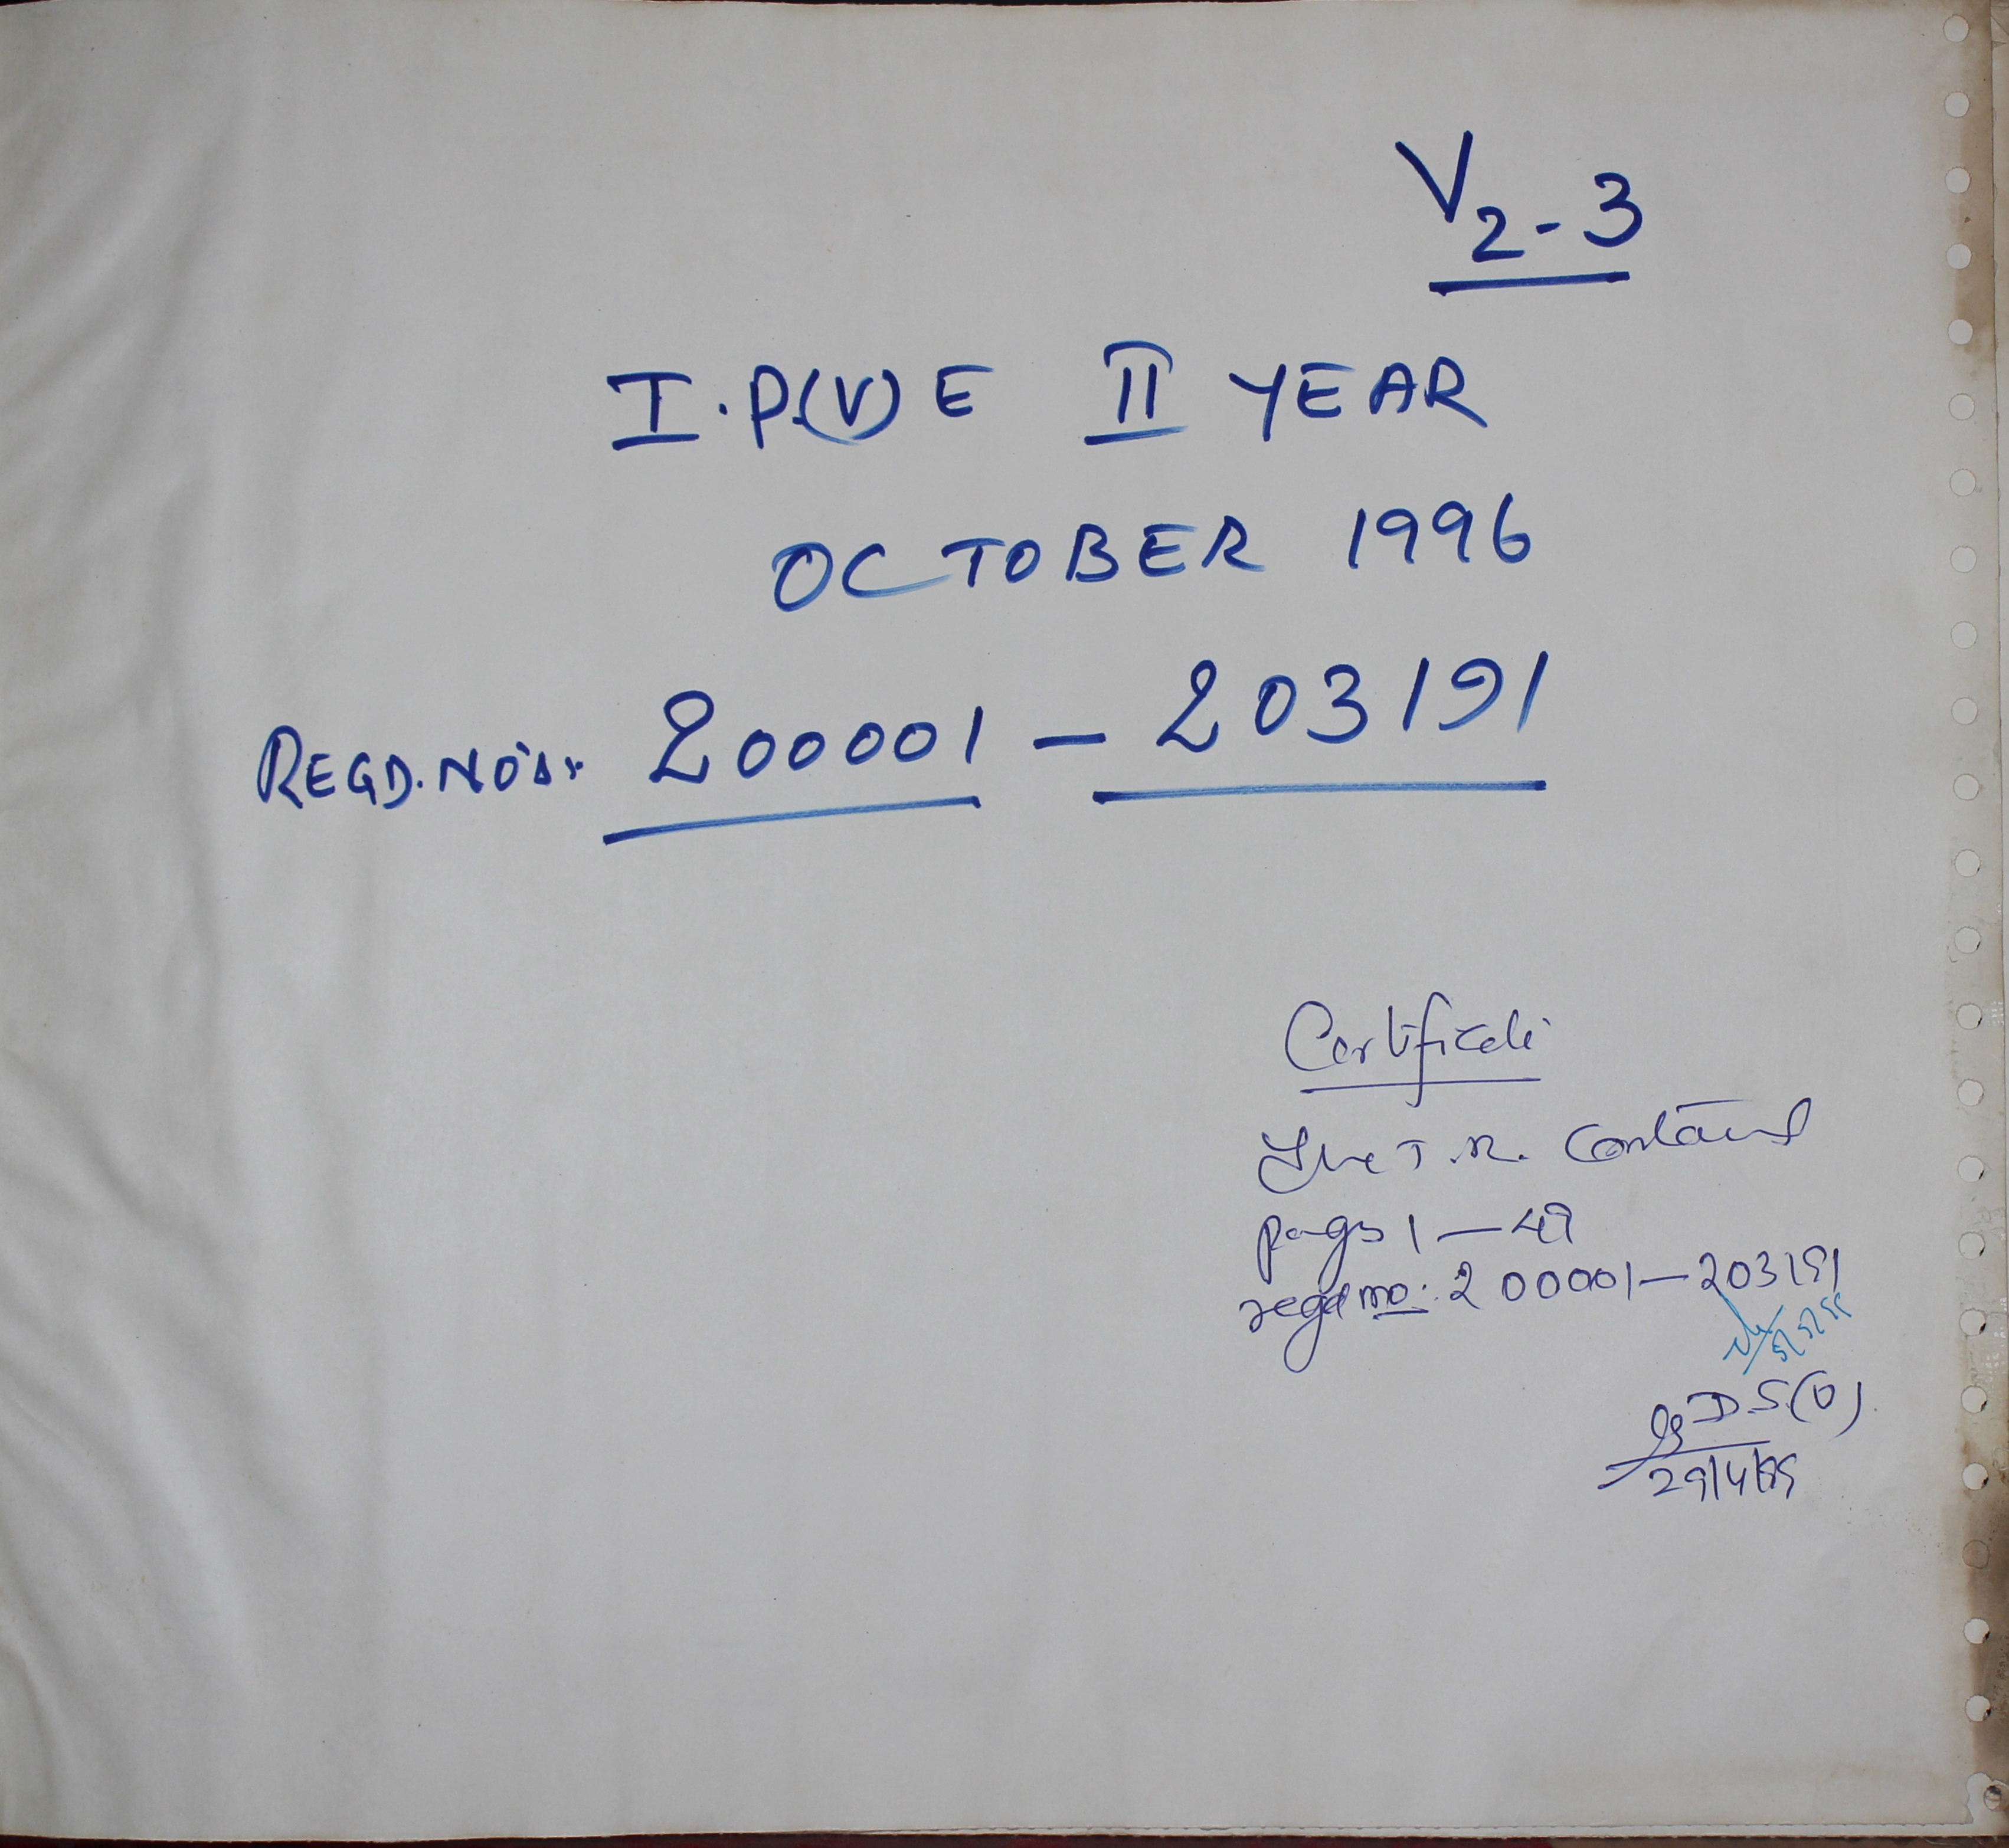 V2-3
I.P(V)E II YEAR
OCTOBER 1996
REGD.NO's: 200001 - 203191
Certificate
The T.R. Contains
pages 1 - 49
regd no: 200001 - 203191
D.S.(V)
29/4/99